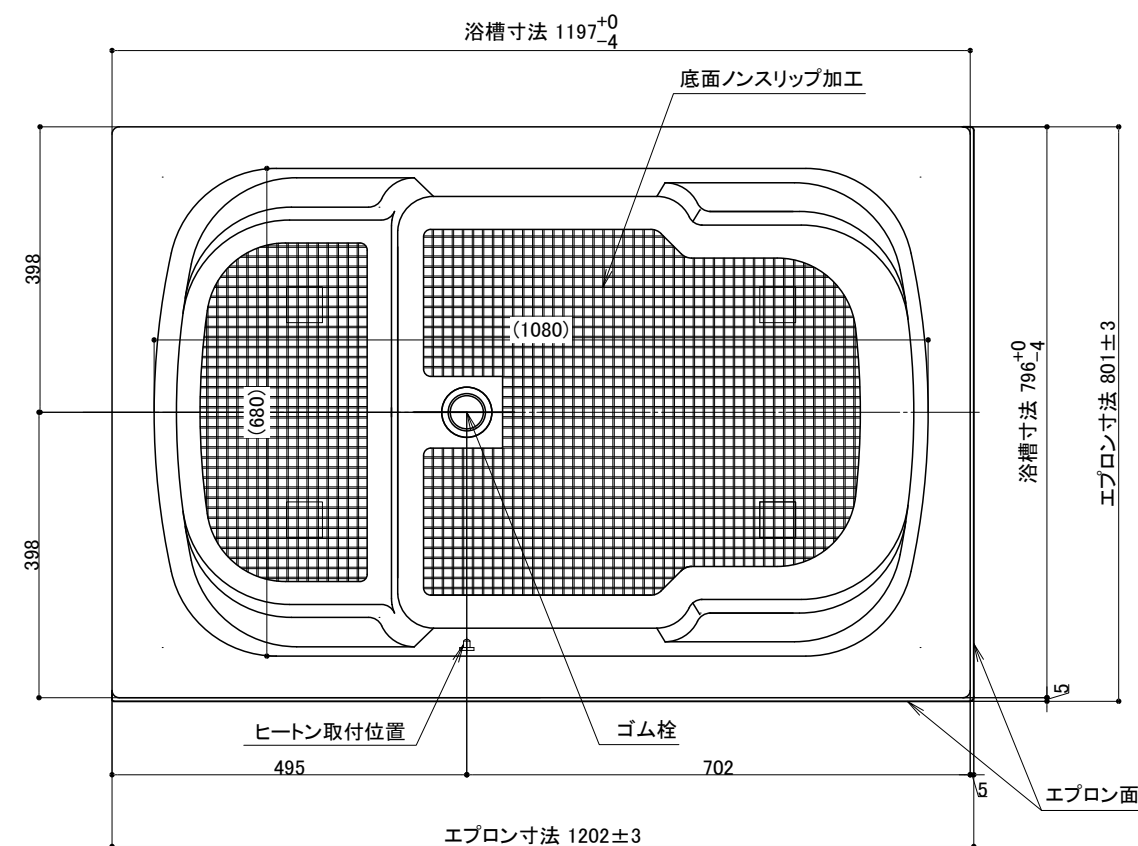 浴槽寸法 1197+0-4
底面ノンスリップ加工
398
(1080)
浴槽寸法 796+0-4
エプロン寸法 801±3
(680)
398
5
ヒートン取付位置
ゴム栓
495
702
5
エプロン面
エプロン寸法 1202±3